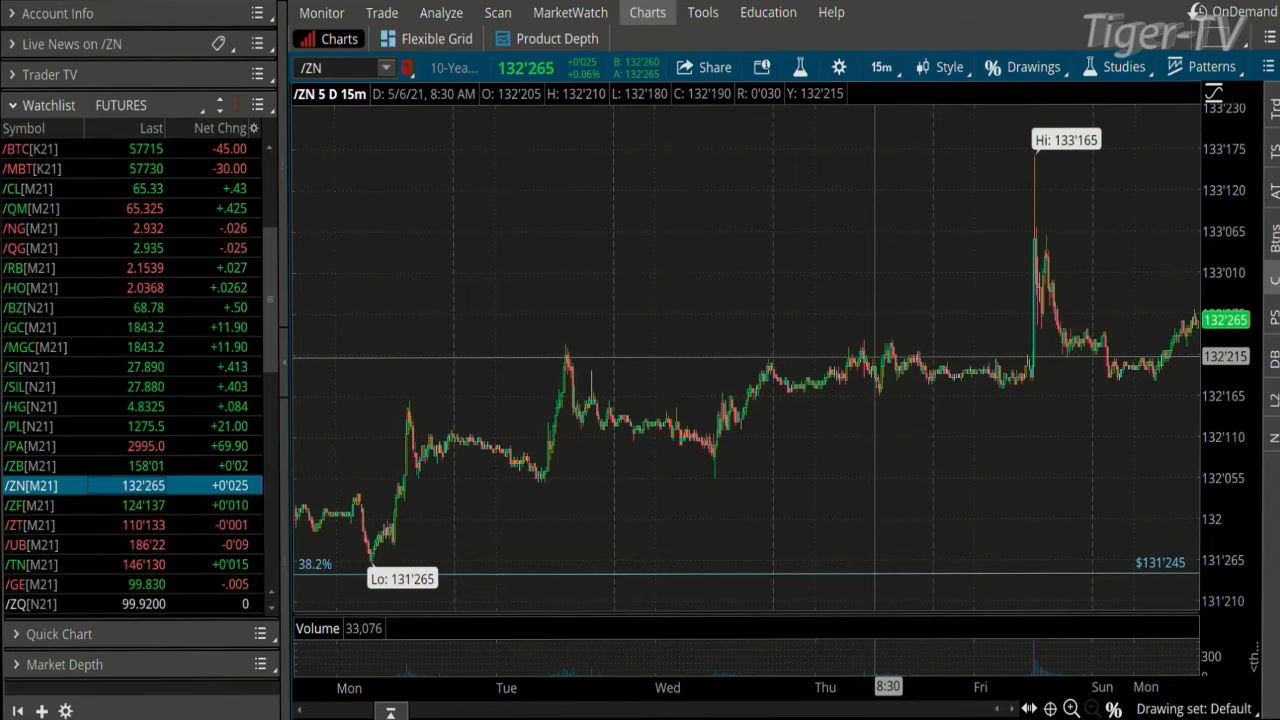 Account Info
Monitor Trade Analyze Scan MarketWatch Charts Tools Education Help
OnDemand
Tiger-TV
Live News on /ZN
Charts Flexible Grid Product Depth
Trader TV
/ZN 10-Yea... 132'265 +0'025 +0.06% B: 132'260 A: 132'265 Share 15m Style Drawings Studies Patterns
Watchlist FUTURES
/ZN 5 D 15m D: 5/6/21, 8:30 AM O: 132'205 H: 132'210 L: 132'180 C: 132'190 R: 0'030 Y: 132'215
Symbol Last Net Chng
/BTC[K21] 57715 -45.00
/MBT[K21] 57730 -30.00
/CL[M21] 65.33 +.43
/QM[M21] 65.325 +.425
/NG[M21] 2.932 -.026
/QG[M21] 2.935 -.025
/RB[M21] 2.1539 +.027
/HO[M21] 2.0368 +.0262
/BZ[N21] 68.78 +.50
/GC[M21] 1843.2 +11.90
/MGC[M21] 1843.2 +11.90
/SI[N21] 27.890 +.413
/SIL[N21] 27.880 +.403
/HG[N21] 4.8325 +.084
/PL[N21] 1275.5 +21.00
/PA[M21] 2995.0 +69.90
/ZB[M21] 158'01 +0'02
/ZN[M21] 132'265 +0'025
/ZF[M21] 124'137 +0'010
/ZT[M21] 110'133 -0'001
/UB[M21] 186'22 -0'09
/TN[M21] 146'130 +0'015
/GE[M21] 99.830 -.005
/ZQ[N21] 99.9200 0
Quick Chart
Market Depth
Hi: 133'165
Lo: 131'265
38.2%
$131'245
133'230
133'175
133'120
133'065
133'010
132'265
132'215
132'165
132'110
132'055
132
131'265
131'210
Volume 33,076
300
0
<th...
Mon Tue Wed Thu 8:30 Fri Sun Mon
Drawing set: Default
Trd
TS
AT
Btns
C
PS
DB
L2
N